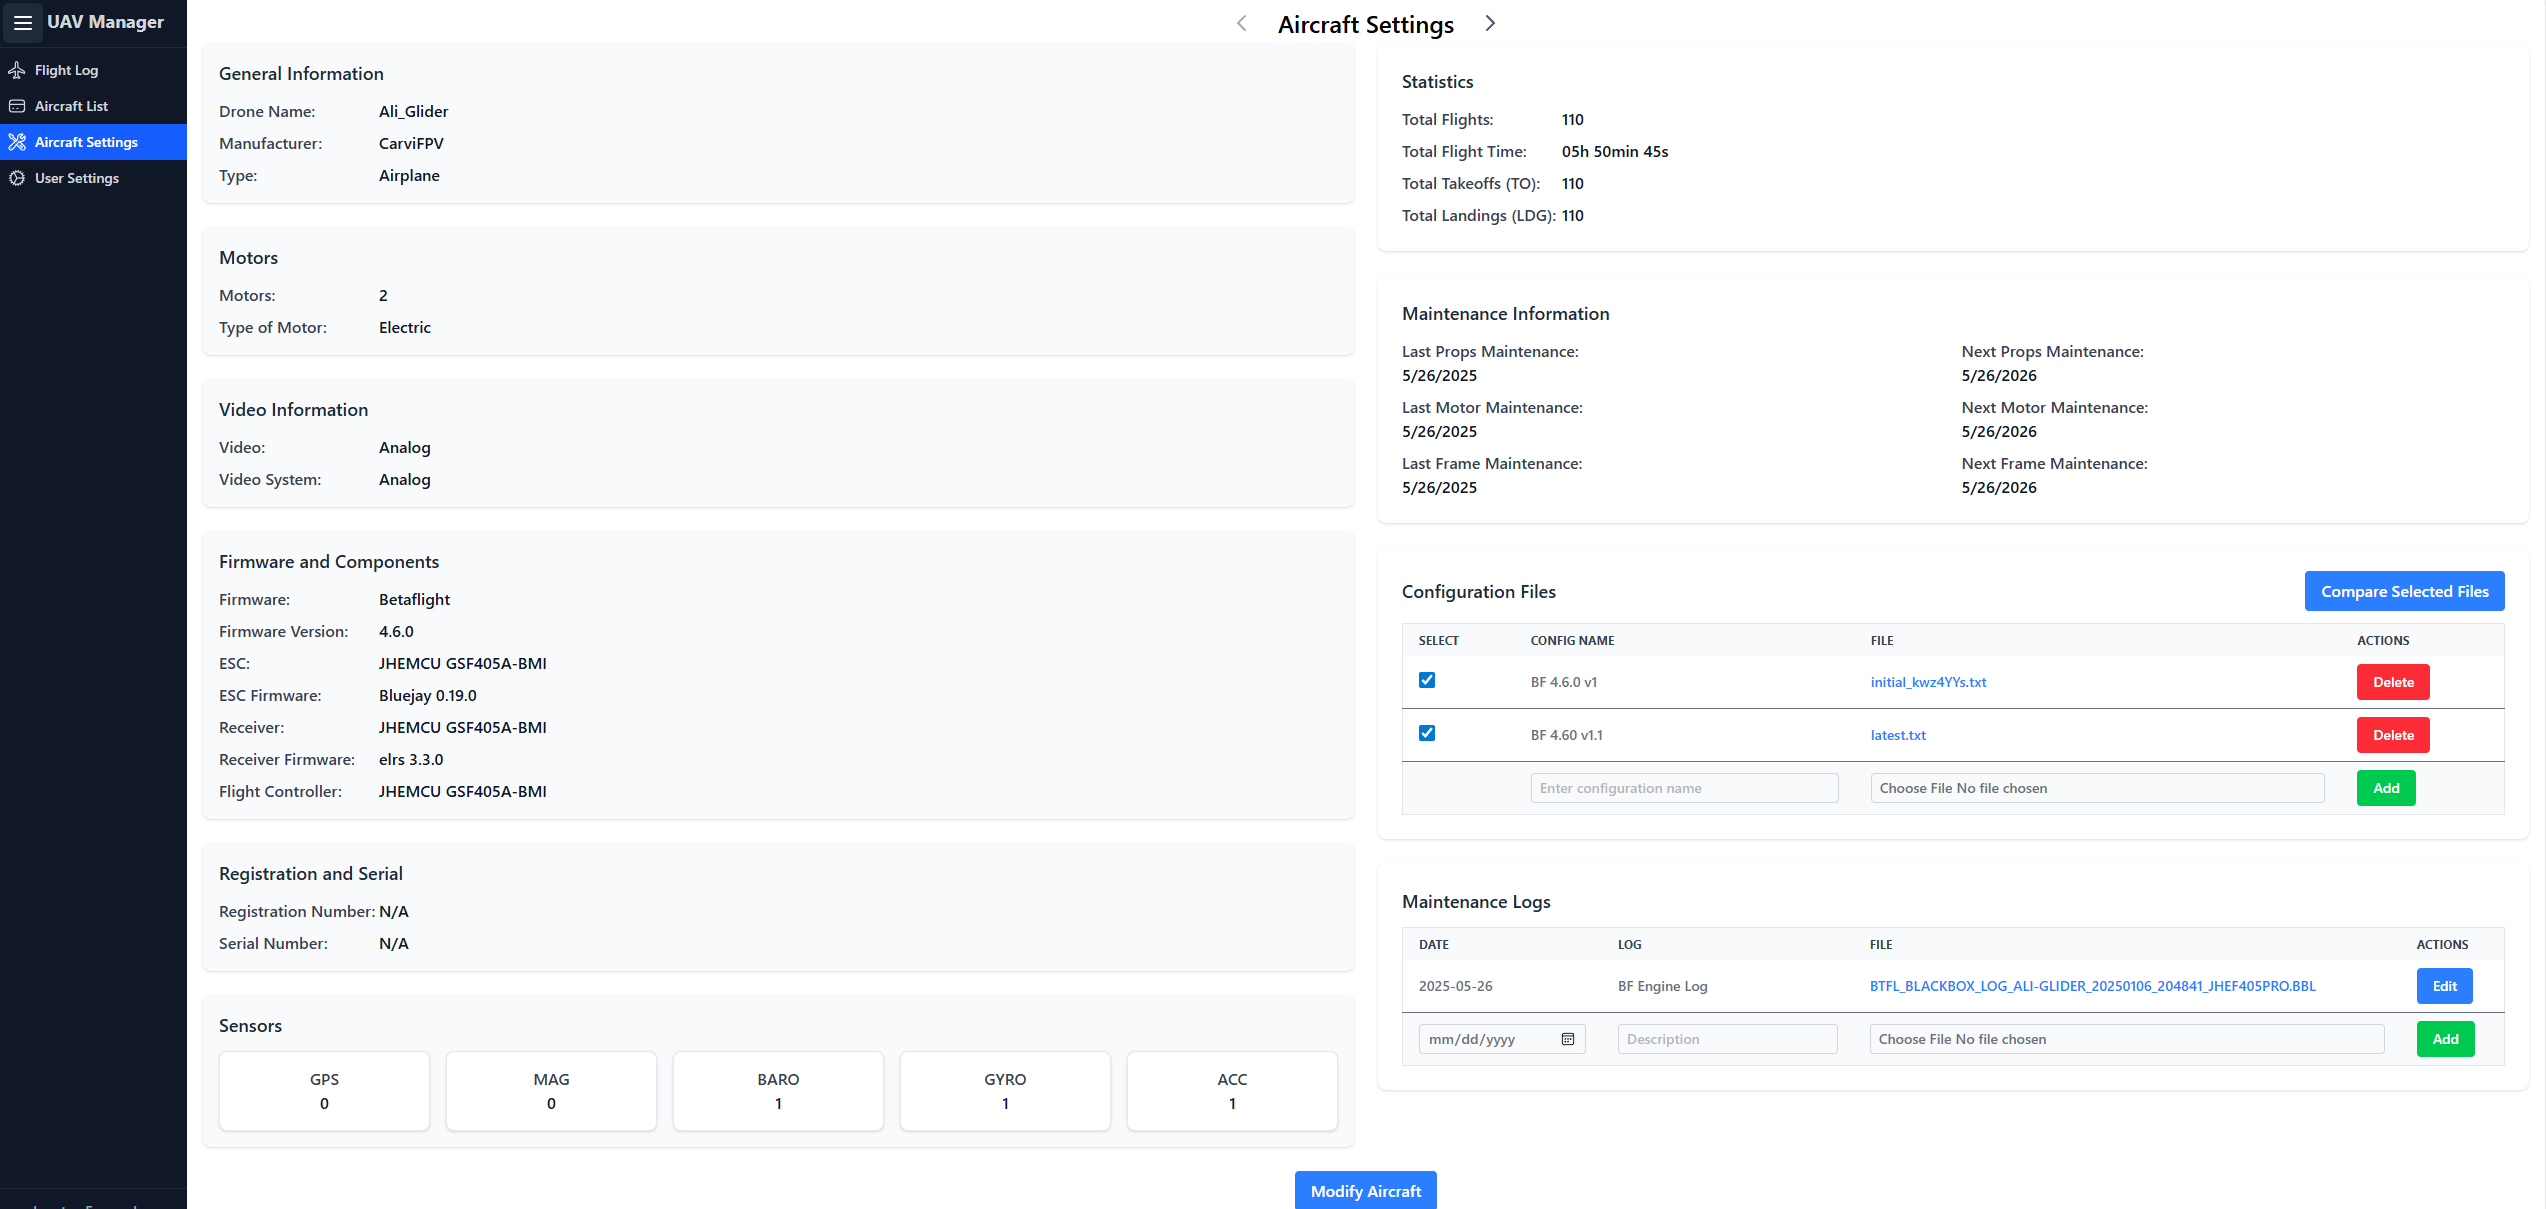 UAV Manager
Flight Log
Aircraft List
Aircraft Settings
User Settings
Aircraft Settings
General Information
Drone Name: Ali_Glider
Manufacturer: CarviFPV
Type: Airplane
Motors
Motors: 2
Type of Motor: Electric
Video Information
Video: Analog
Video System: Analog
Firmware and Components
Firmware: Betaflight
Firmware Version: 4.6.0
ESC: JHEMCU GSF405A-BMI
ESC Firmware: Bluejay 0.19.0
Receiver: JHEMCU GSF405A-BMI
Receiver Firmware: elrs 3.3.0
Flight Controller: JHEMCU GSF405A-BMI
Registration and Serial
Registration Number: N/A
Serial Number: N/A
Sensors
GPS MAG BARO GYRO ACC
0 0 1 1 1
Statistics
Total Flights: 110
Total Flight Time: 05h 50min 45s
Total Takeoffs (TO): 110
Total Landings (LDG): 110
Maintenance Information
Last Props Maintenance: Next Props Maintenance:
5/26/2025 5/26/2026
Last Motor Maintenance: Next Motor Maintenance:
5/26/2025 5/26/2026
Last Frame Maintenance: Next Frame Maintenance:
5/26/2025 5/26/2026
Configuration Files Compare Selected Files
SELECT CONFIG NAME FILE ACTIONS
BF 4.6.0 v1 initial_kwz4YYs.txt Delete
BF 4.60 v1.1 latest.txt Delete
Enter configuration name Choose File No file chosen Add
Maintenance Logs
DATE LOG FILE ACTIONS
2025-05-26 BF Engine Log BTFL_BLACKBOX_LOG_ALI-GLIDER_20250106_204841_JHEF405PRO.BBL Edit
mm/dd/yyyy Description Choose File No file chosen Add
Modify Aircraft